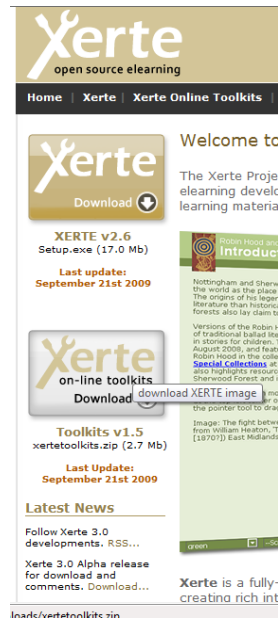 Xerte
open source elearning
Home | Xerte | Xerte Online Toolkits |
Xerte
Download
XERTE v2.6
Setup.exe (17.0 Mb)
Last update:
September 21st 2009
Xerte
on-line toolkits
Download
download XERTE image
Toolkits v1.5
xertetoolkits.zip (2.7 Mb)
Last Update:
September 21st 2009
Latest News
Follow Xerte 3.0
developments. RSS...
Xerte 3.0 Alpha release
for download and
comments. Download...
Welcome to
The Xerte Proje
elearning develo
learning materia
Robin Hood and
Introduc
Nottingham and Sherw
the world as the place
The origins of his legen
literature than historica
forests also lay claim to
Versions of the Robin H
of traditional ballad lite
in stories for children. T
August 2008, and feat
Robin Hood in the colle
Special Collections at
also highlights resourc
Sherwood Forest and i
the pointer tool to drag
Image: The fight betwe
from William Heaton, 'T
[1870?]) East Midlands
green
Xerte is a fully-
creating rich int
loads/xertetoolkits.zip